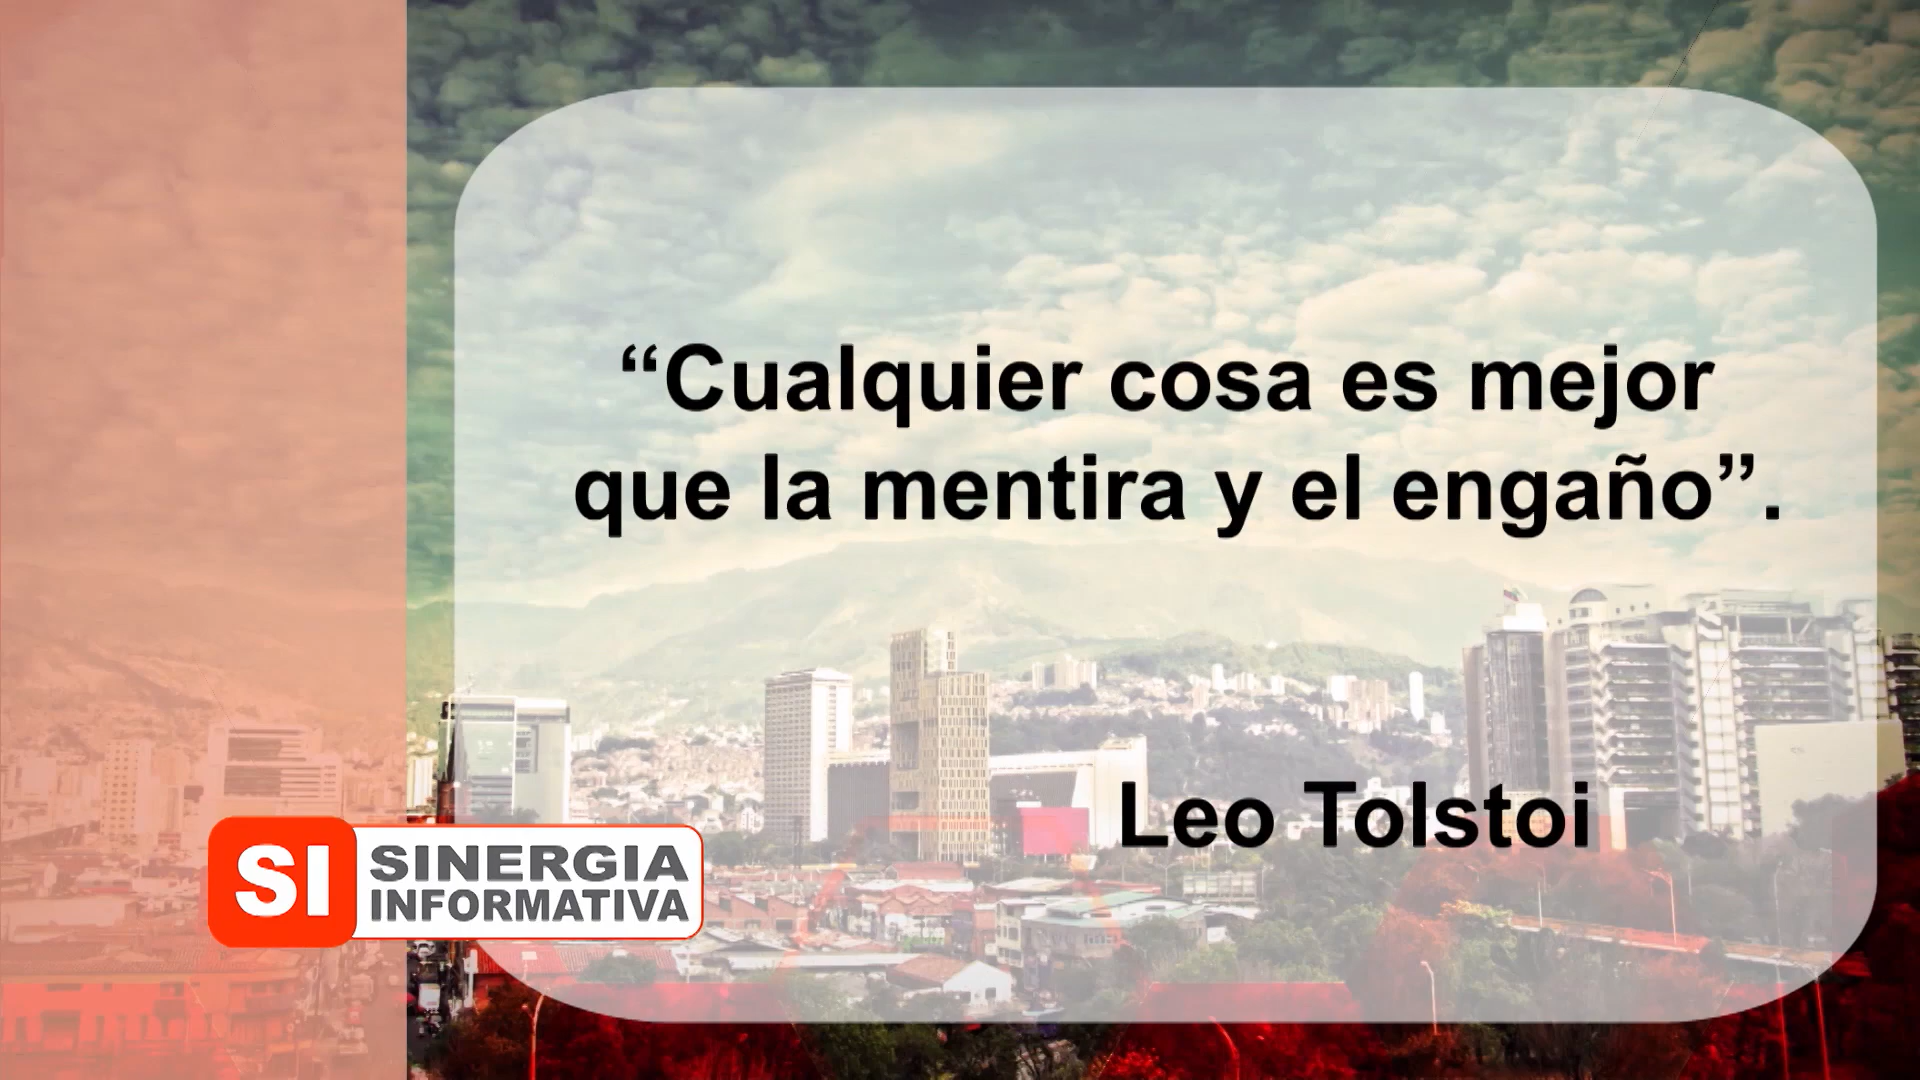 “Cualquier cosa es mejor
que la mentira y el engaño”.
Leo Tolstoi
SI SINERGIA
INFORMATIVA